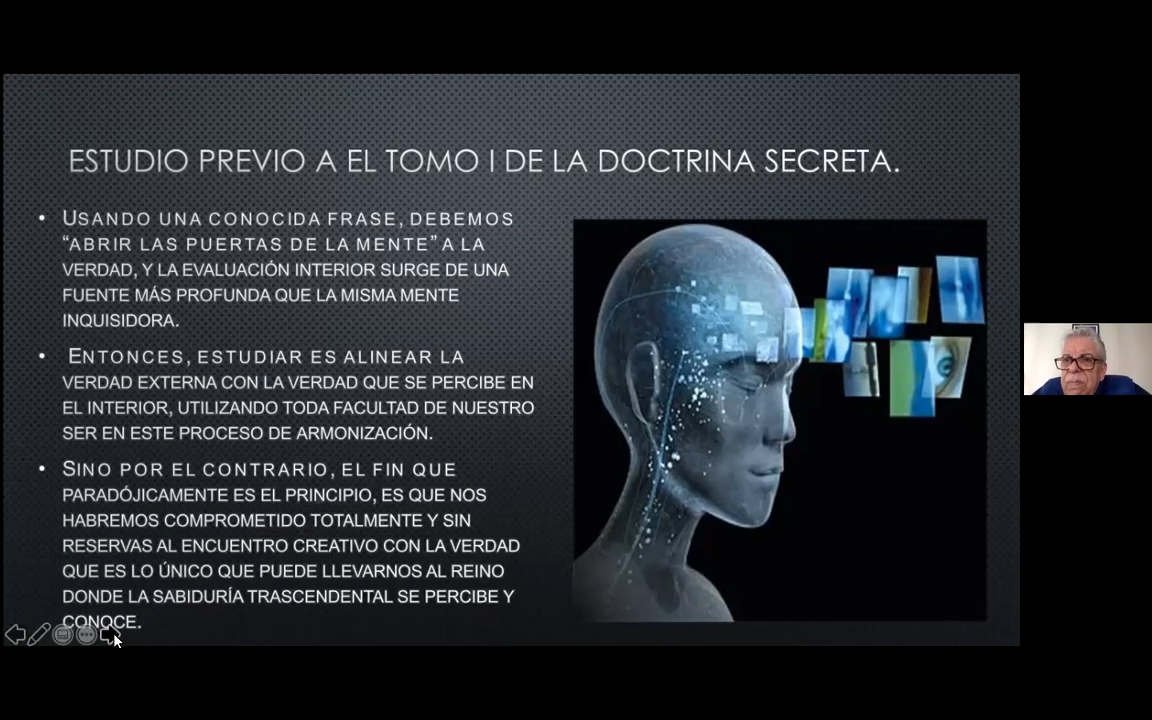 ESTUDIO PREVIO A EL TOMO I DE LA DOCTRINA SECRETA.
• USANDO UNA CONOCIDA FRASE, DEBEMOS
“ABRIR LAS PUERTAS DE LA MENTE” A LA
VERDAD, Y LA EVALUACIÓN INTERIOR SURGE DE UNA
FUENTE MÁS PROFUNDA QUE LA MISMA MENTE
INQUISIDORA.
• ENTONCES, ESTUDIAR ES ALINEAR LA
VERDAD EXTERNA CON LA VERDAD QUE SE PERCIBE EN
EL INTERIOR, UTILIZANDO TODA FACULTAD DE NUESTRO
SER EN ESTE PROCESO DE ARMONIZACIÓN.
• SINO POR EL CONTRARIO, EL FIN QUE
PARADÓJICAMENTE ES EL PRINCIPIO, ES QUE NOS
HABREMOS COMPROMETIDO TOTALMENTE Y SIN
RESERVAS AL ENCUENTRO CREATIVO CON LA VERDAD
QUE ES LO ÚNICO QUE PUEDE LLEVARNOS AL REINO
DONDE LA SABIDURÍA TRASCENDENTAL SE PERCIBE Y
CONOCE.